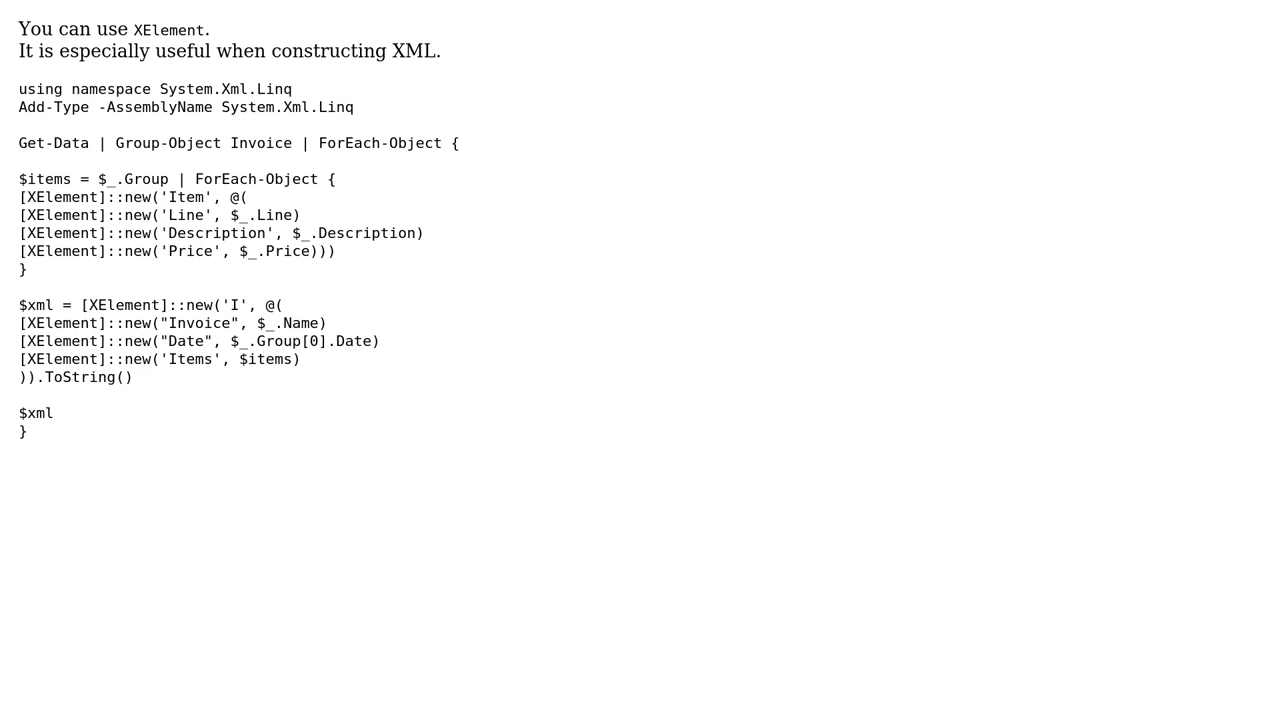 You can use XElement.
It is especially useful when constructing XML.
using namespace System.Xml.Linq
Add-Type -AssemblyName System.Xml.Linq
Get-Data | Group-Object Invoice | ForEach-Object {
$items = $_.Group | ForEach-Object {
[XElement]::new('Item', @(
[XElement]::new('Line', $_.Line)
[XElement]::new('Description', $_.Description)
[XElement]::new('Price', $_.Price)))
}
$xml = [XElement]::new('I', @(
[XElement]::new("Invoice", $_.Name)
[XElement]::new("Date", $_.Group[0].Date)
[XElement]::new('Items', $items)
)).ToString()
$xml
}